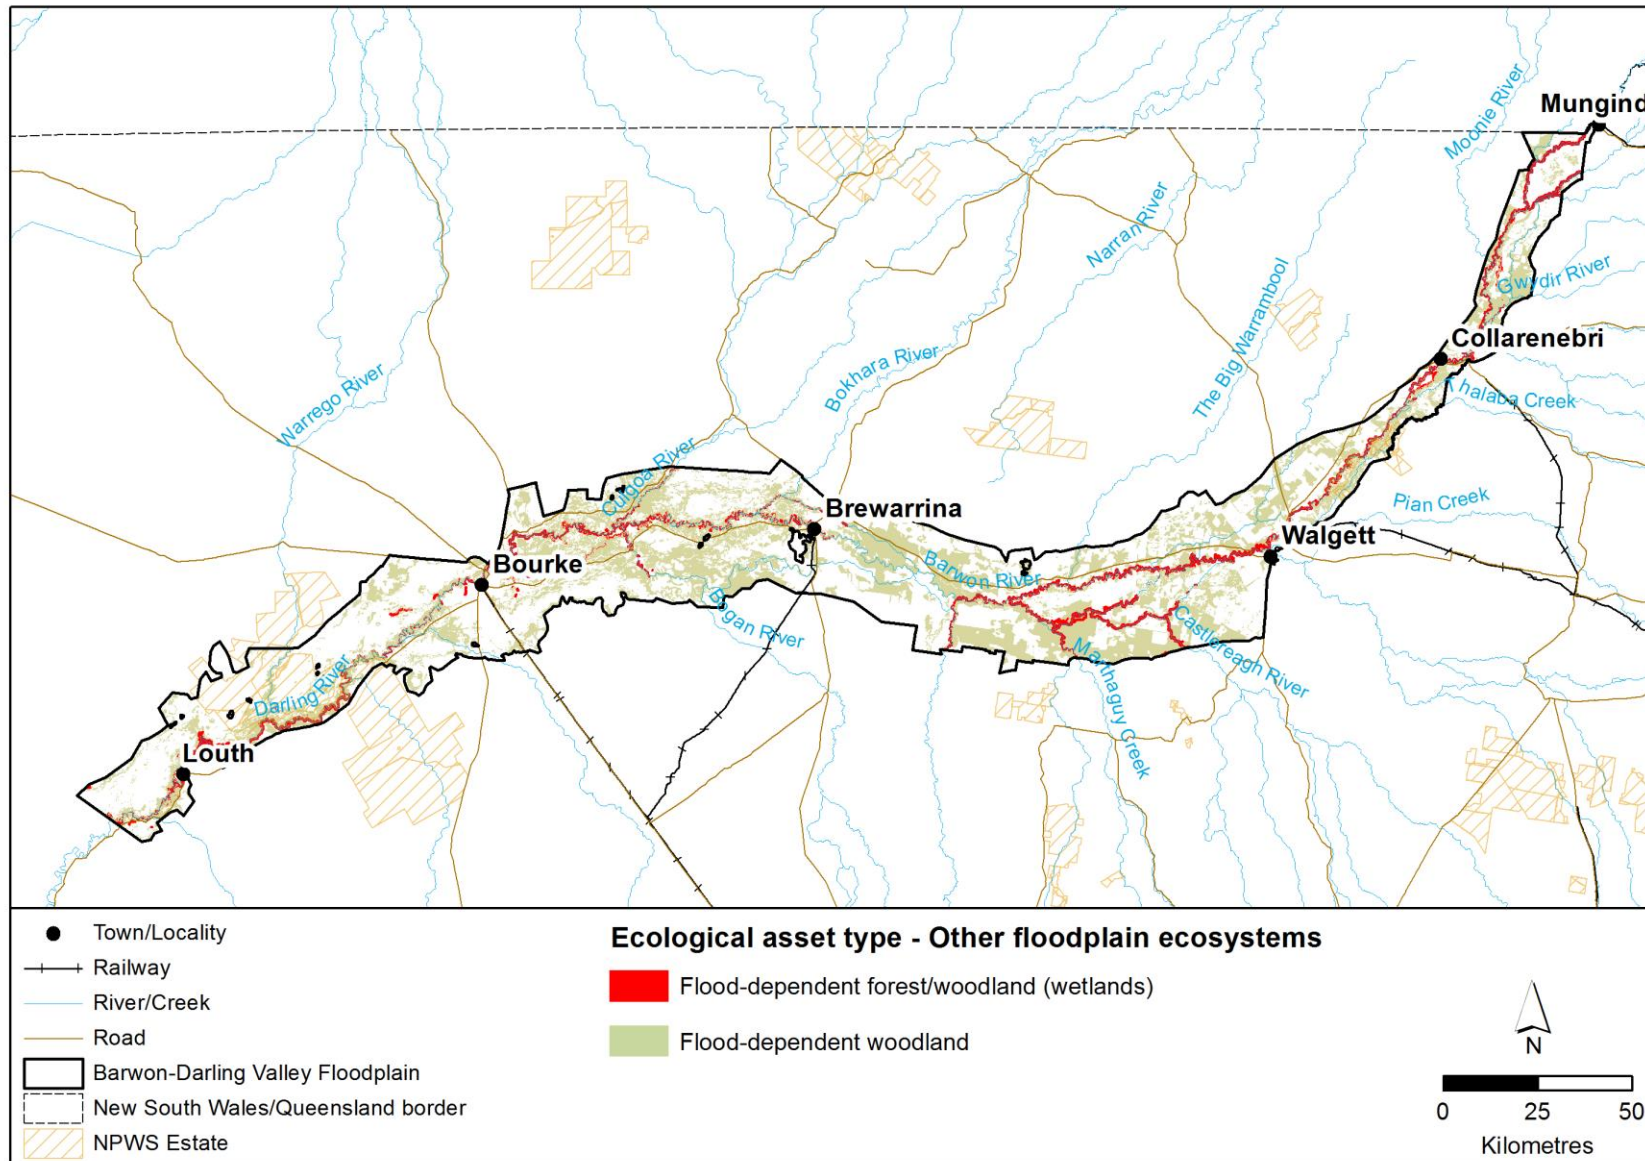 Mungind
Moonie River
Gwydir River
Collarenebri
Thalaba Creek
Narran River
The Big Warrambool
Bokhara River
Warrego River
Culgoa River
Pian Creek
Brewarrina
Walgett
Bourke
Barwon River
Bogan River
Castlereagh River
Marthaguy Creek
Darling River
Louth
Town/Locality
Railway
River/Creek
Road
Barwon-Darling Valley Floodplain
New South Wales/Queensland border
NPWS Estate
Ecological asset type - Other floodplain ecosystems
Flood-dependent forest/woodland (wetlands)
Flood-dependent woodland
N
0 25 50
Kilometres